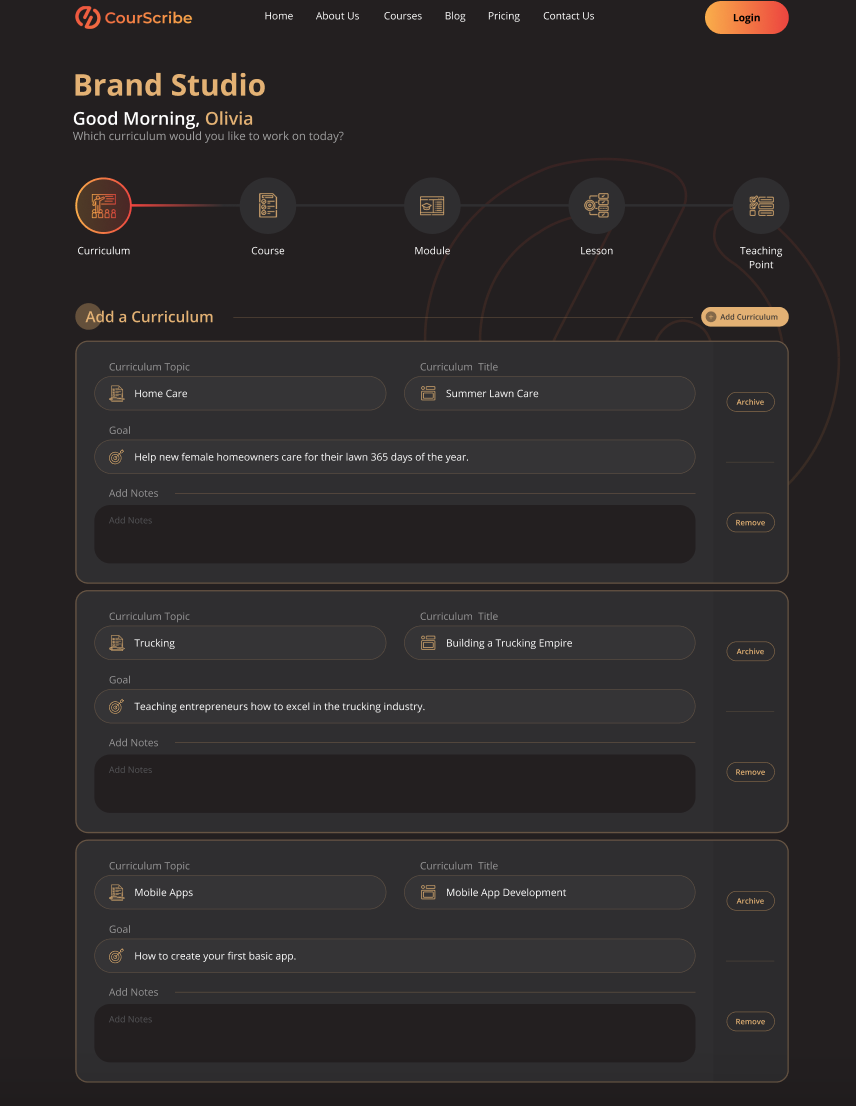 CourScribe
Home About Us Courses Blog Pricing Contact Us
Login
Brand Studio
Good Morning, Olivia
Which curriculum would you like to work on today?
Curriculum Course Module Lesson Teaching
Point
Add a Curriculum
Add Curriculum
Curriculum Topic Curriculum Title
Home Care Summer Lawn Care
Archive
Goal
Help new female homeowners care for their lawn 365 days of the year.
Add Notes
Add Notes
Remove
Curriculum Topic Curriculum Title
Trucking Building a Trucking Empire
Archive
Goal
Teaching entrepreneurs how to excel in the trucking industry.
Add Notes
Add Notes
Remove
Curriculum Topic Curriculum Title
Mobile Apps Mobile App Development
Archive
Goal
How to create your first basic app.
Add Notes
Add Notes
Remove